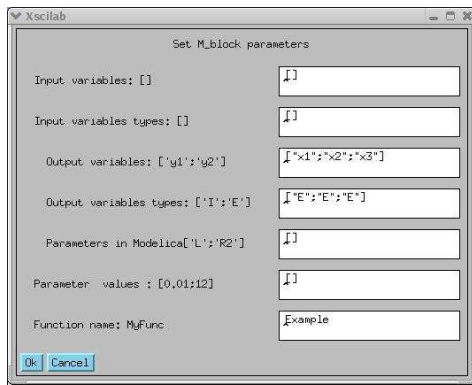 Xscilab
Set M_block parameters
Input variables: [] []
Input variables types: [] []
Output variables: ['y1';'y2'] ["x1";"x2";"x3"]
Output variables types: ['I';'E'] ["E";"E";"E"]
Parameters in Modelica['L';'R2'] []
Parameter values : [0.01;12] []
Function name: MyFunc Example
Ok Cancel